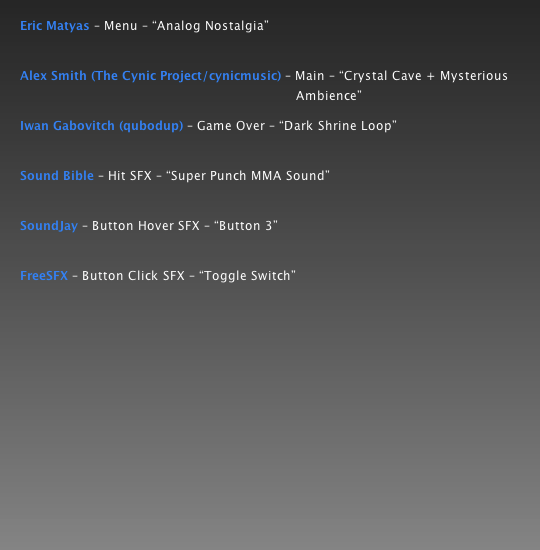 Eric Matyas – Menu – “Analog Nostalgia”
Alex Smith (The Cynic Project/cynicmusic) – Main – “Crystal Cave + Mysterious
Ambience”
Iwan Gabovitch (qubodup) – Game Over – “Dark Shrine Loop”
Sound Bible – Hit SFX – “Super Punch MMA Sound”
SoundJay – Button Hover SFX – “Button 3”
FreeSFX – Button Click SFX – “Toggle Switch”